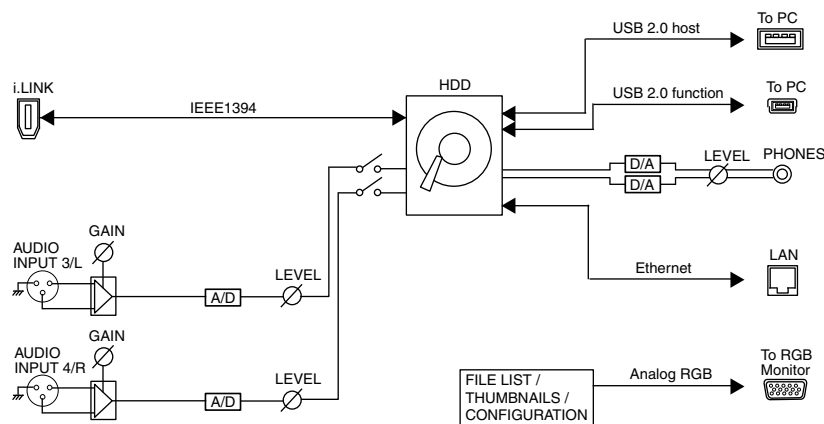 To PC
USB 2.0 host
i.LINK
HDD
To PC
IEEE1394
USB 2.0 function
D/A
LEVEL
PHONES
D/A
GAIN
AUDIO
INPUT 3/L
LEVEL
Ethernet
LAN
A/D
GAIN
AUDIO
INPUT 4/R
LEVEL
A/D
FILE LIST /
THUMBNAILS /
CONFIGURATION
Analog RGB
To RGB
Monitor